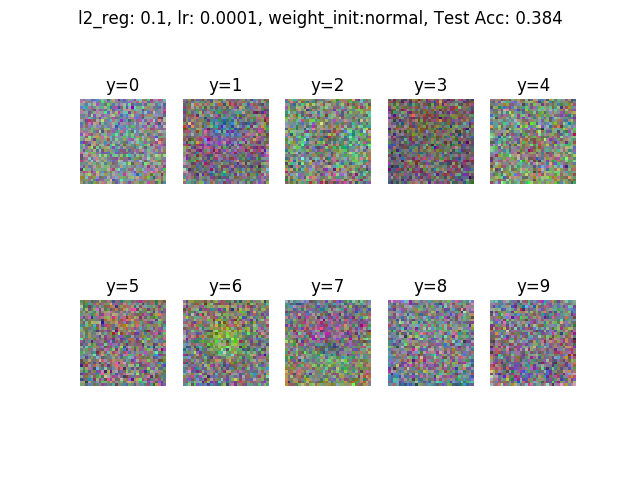 l2_reg: 0.1, lr: 0.0001, weight_init:normal, Test Acc: 0.384
y=0 y=1 y=2 y=3 y=4
y=5 y=6 y=7 y=8 y=9